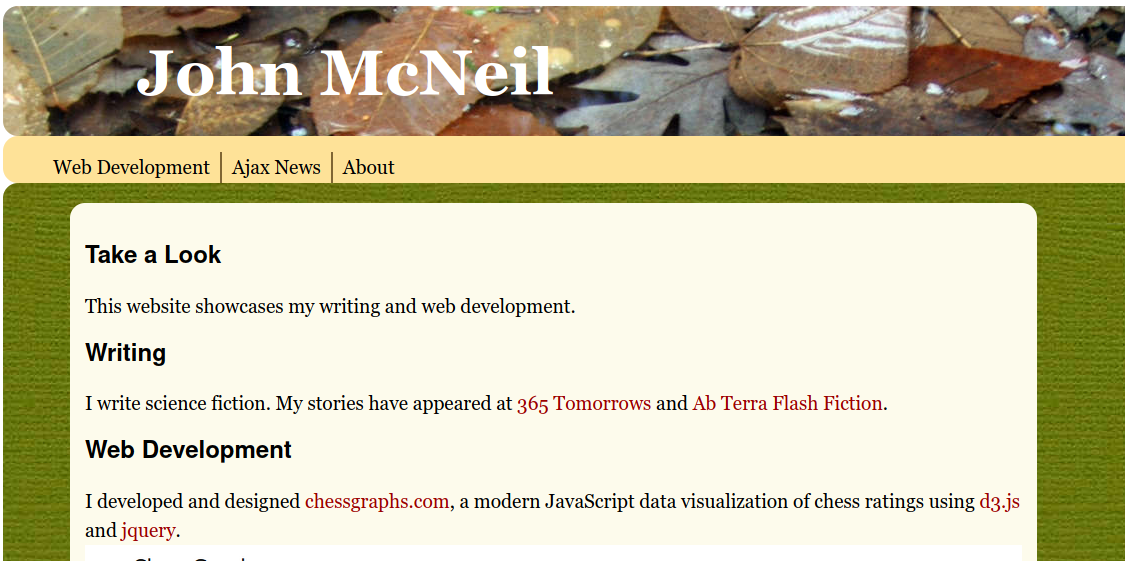 John McNeil
Web Development
Ajax News
About
Take a Look
This website showcases my writing and web development.
Writing
I write science fiction. My stories have appeared at 365 Tomorrows and Ab Terra Flash Fiction.
Web Development
I developed and designed chessgraphs.com, a modern JavaScript data visualization of chess ratings using d3.js
and jquery.